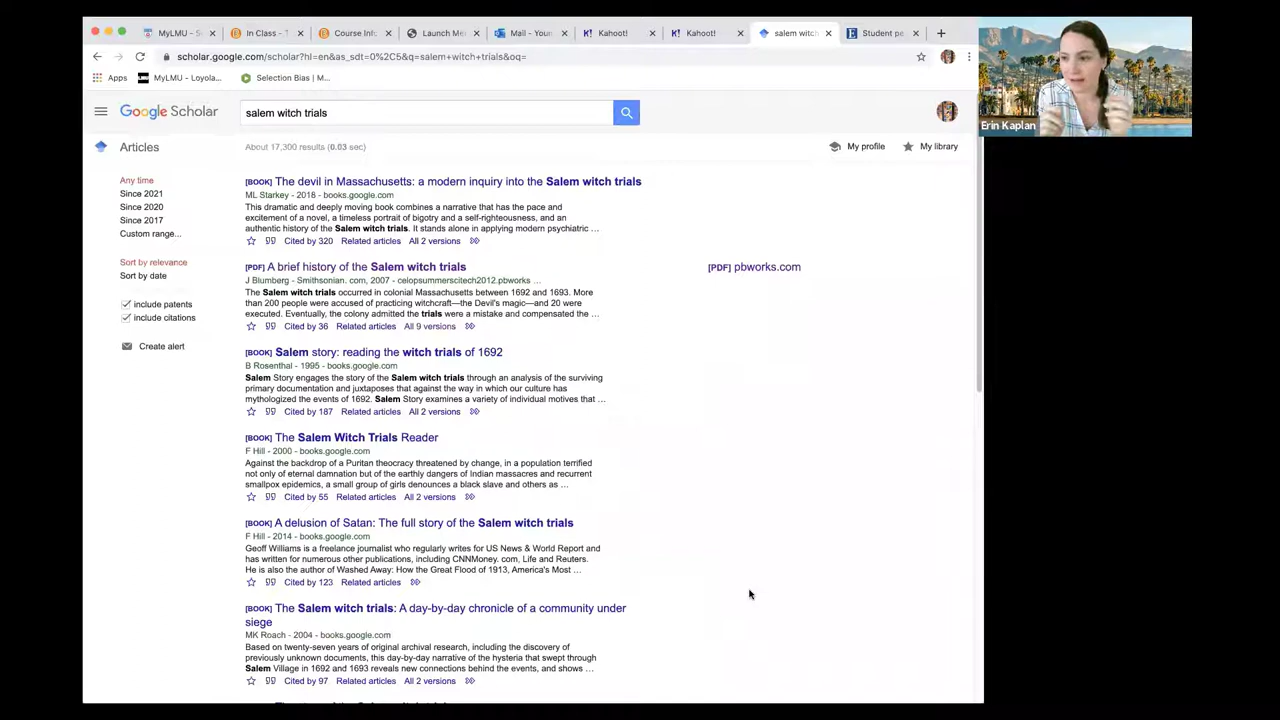 MyLMU - S
In Class - T
Course Info
Launch Me
Mail - Your
Kahoot!
Kahoot!
salem witch
Student pe
scholar.google.com/scholar?hl=en&as_sdt=0%2C5&q=salem+witch+trials&oq=
Apps
LMU MyLMU - Loyola...
Selection Bias | M...
Erin Kaplan
Google Scholar
salem witch trials
Articles
About 17,300 results (0.03 sec)
My profile
My library
Any time
Since 2021
Since 2020
Since 2017
Custom range...
Sort by relevance
Sort by date
include patents
include citations
Create alert
[BOOK] The devil in Massachusetts: a modern inquiry into the Salem witch trials
ML Starkey - 2018 - books.google.com
This dramatic and deeply moving book combines a narrative that has the pace and
excitement of a novel, a timeless portrait of bigotry and a self-righteousness, and an
authentic history of the Salem witch trials. It stands alone in applying modern psychiatric ...
Cited by 320 Related articles All 2 versions
[PDF] A brief history of the Salem witch trials
[PDF] pbworks.com
J Blumberg - Smithsonian. com, 2007 - ceiopsummerscitech2012.pbworks ...
The Salem witch trials occurred in colonial Massachusetts between 1692 and 1693. More
than 200 people were accused of practicing witchcraft—the Devil's magic—and 20 were
executed. Eventually, the colony admitted the trials were a mistake and compensated the ...
Cited by 36 Related articles All 9 versions
[BOOK] Salem story: reading the witch trials of 1692
B Rosenthal - 1995 - books.google.com
Salem Story engages the story of the Salem witch trials through an analysis of the surviving
primary documentation and juxtaposes that against the way in which our culture has
mythologized the events of 1692. Salem Story examines a variety of individual motives that ...
Cited by 187 Related articles All 2 versions
[BOOK] The Salem Witch Trials Reader
F Hill - 2000 - books.google.com
Against the backdrop of a Puritan theocracy threatened by change, in a population terrified
not only of eternal damnation but of the earthly dangers of Indian massacres and recurrent
smallpox epidemics, a small group of girls denounces a black slave and others as ...
Cited by 55 Related articles All 2 versions
[BOOK] A delusion of Satan: The full story of the Salem witch trials
F Hill - 2014 - books.google.com
Geoff Williams is a freelance journalist who regularly writes for US News & World Report and
has written for numerous other publications, including CNNMoney. com, Life and Reuters.
He is also the author of Washed Away: How the Great Flood of 1913, America's Most ...
Cited by 123 Related articles
[BOOK] The Salem witch trials: A day-by-day chronicle of a community under
siege
MK Roach - 2004 - books.google.com
Based on twenty-seven years of original archival research, including the discovery of
previously unknown documents, this day-by-day narrative of the hysteria that swept through
Salem Village in 1692 and 1693 reveals new connections behind the events, and shows ...
Cited by 97 Related articles All 2 versions